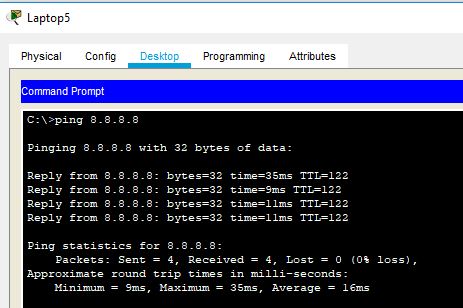 Laptop5
Physical Config Desktop Programming Attributes
Command Prompt
C:\>ping 8.8.8.8
Pinging 8.8.8.8 with 32 bytes of data:
Reply from 8.8.8.8: bytes=32 time=35ms TTL=122
Reply from 8.8.8.8: bytes=32 time=9ms TTL=122
Reply from 8.8.8.8: bytes=32 time=11ms TTL=122
Reply from 8.8.8.8: bytes=32 time=11ms TTL=122
Ping statistics for 8.8.8.8:
Packets: Sent = 4, Received = 4, Lost = 0 (0% loss),
Approximate round trip times in milli-seconds:
Minimum = 9ms, Maximum = 35ms, Average = 16ms